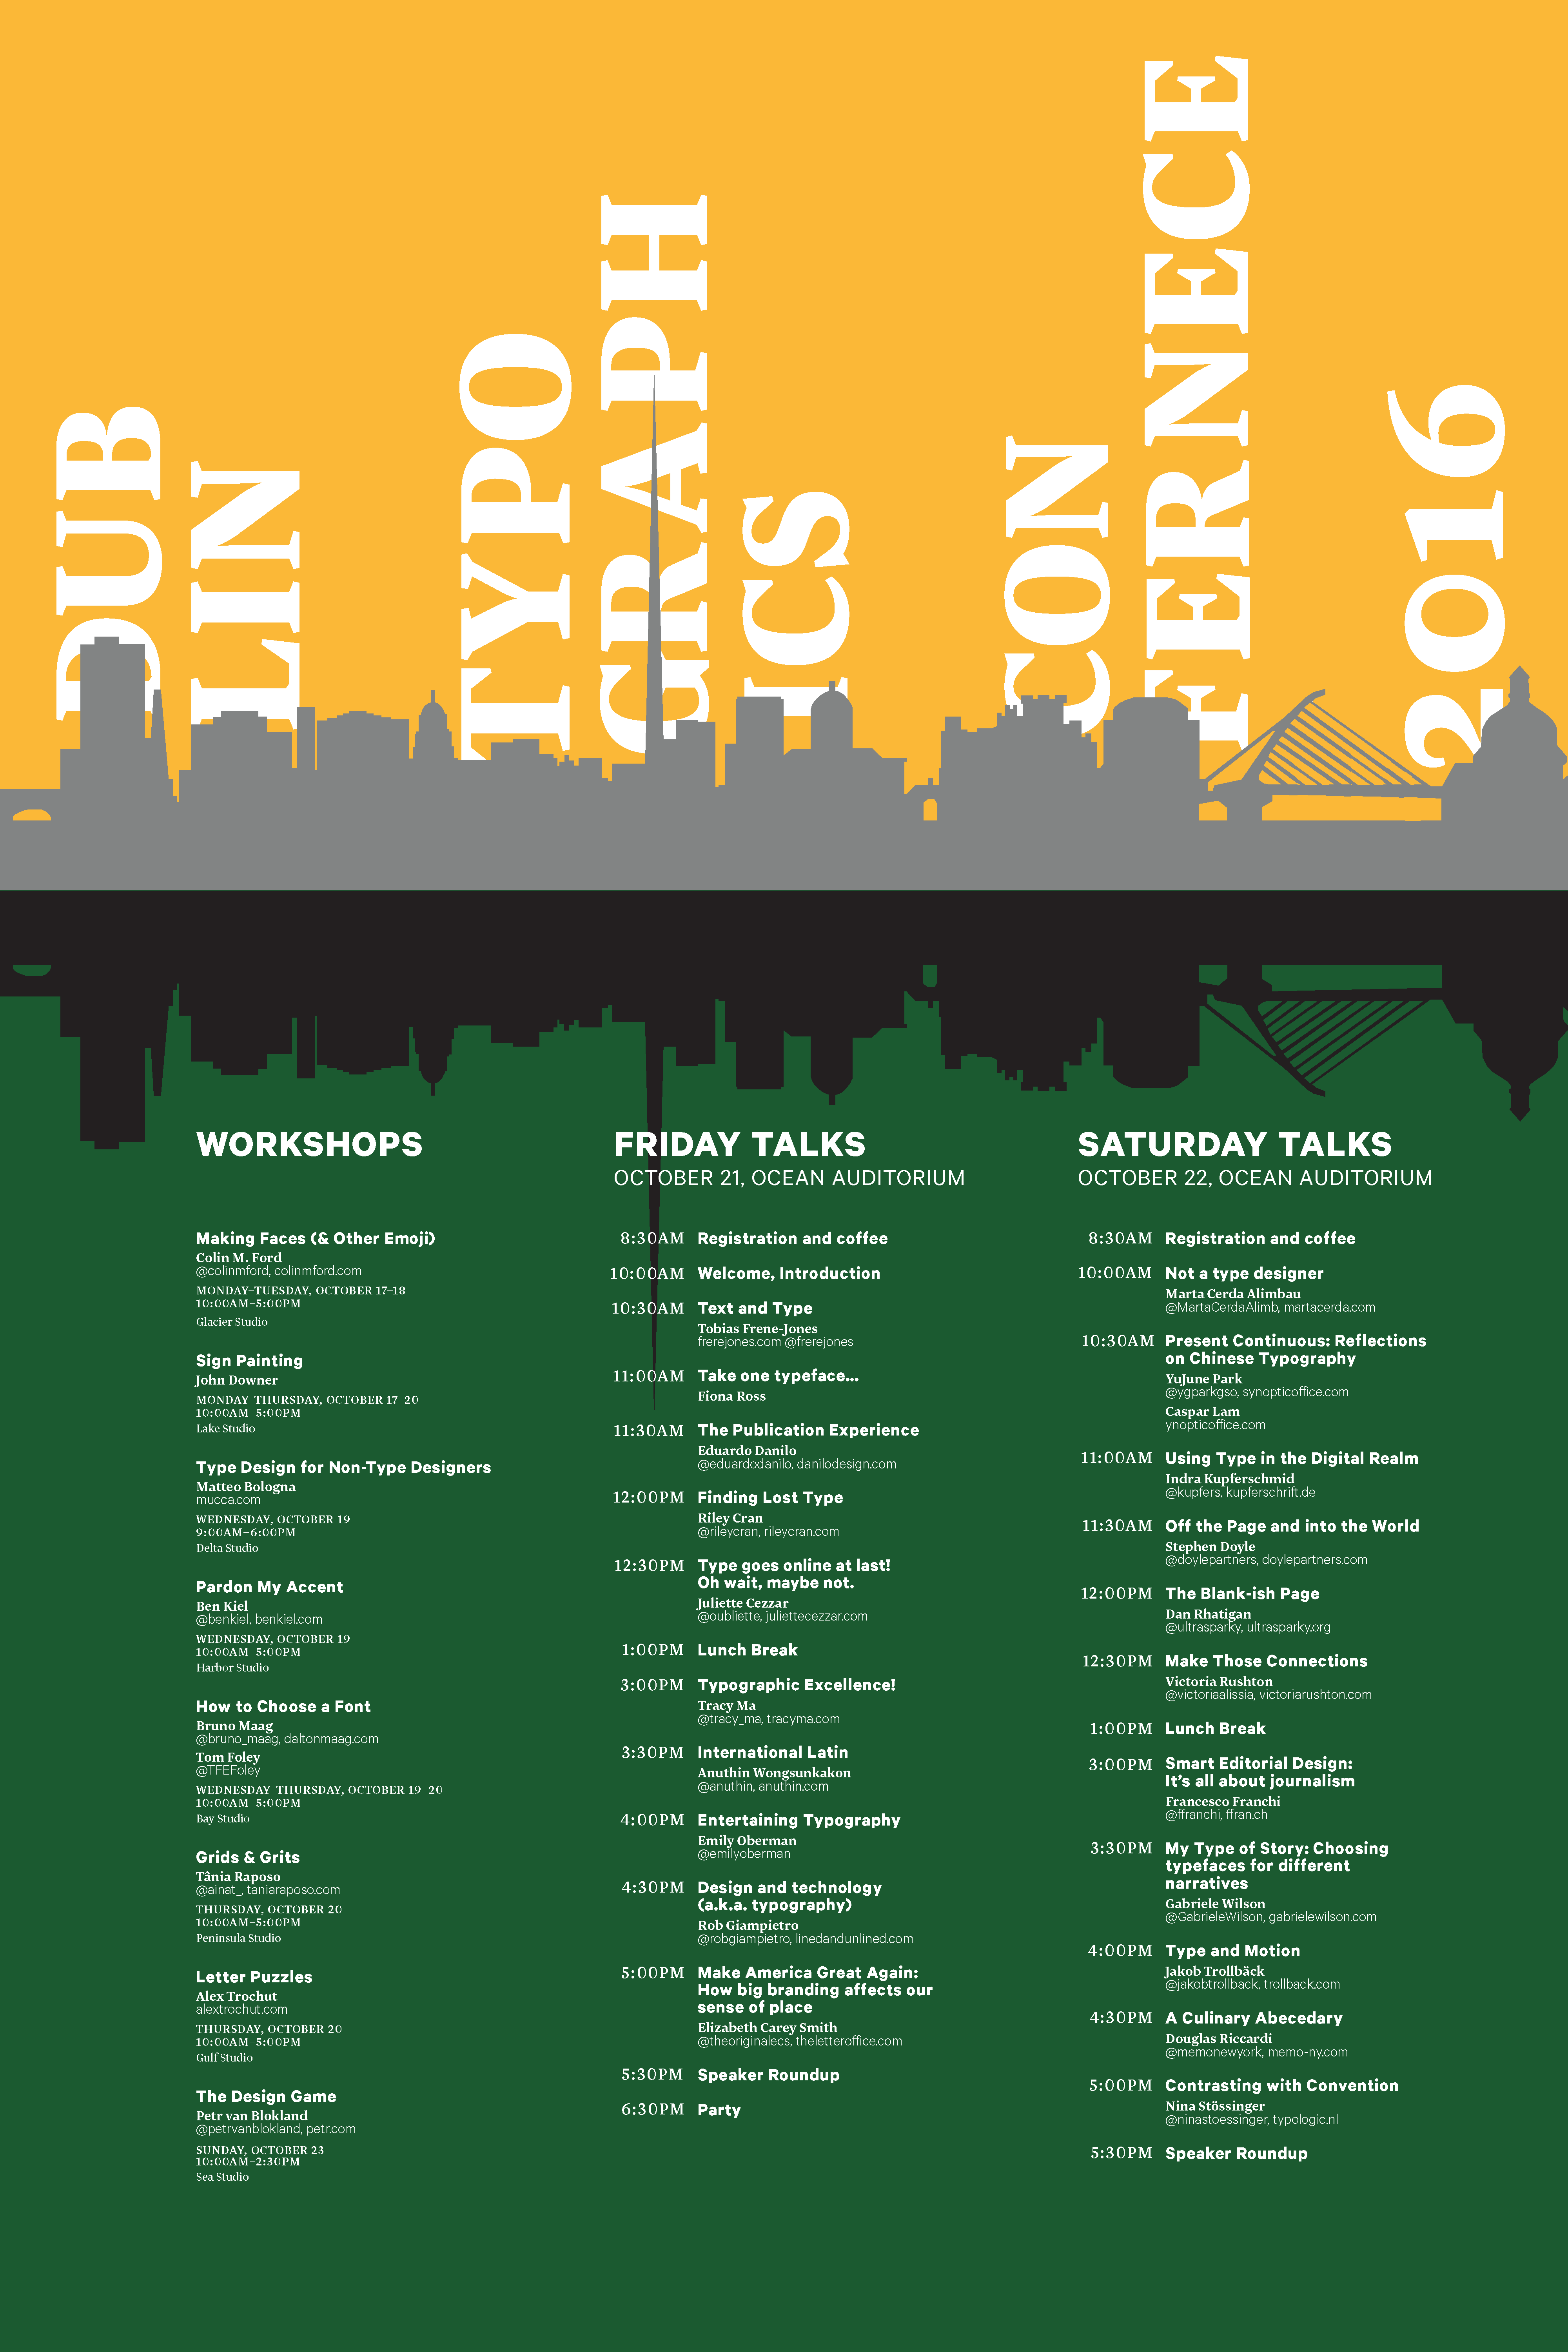 DUB
LIN
TYPO
GRAPH
ICS
CON
FERNECE
2016
WORKSHOPS
Making Faces (& Other Emoji)
Colin M. Ford
@colinmford, colinmford.com
MONDAY–TUESDAY, OCTOBER 17–18
10:00AM–5:00PM
Glacier Studio
Sign Painting
John Downer
MONDAY–THURSDAY, OCTOBER 17–20
10:00AM–5:00PM
Lake Studio
Type Design for Non-Type Designers
Matteo Bologna
mucca.com
WEDNESDAY, OCTOBER 19
9:00AM–6:00PM
Delta Studio
Pardon My Accent
Ben Kiel
@benkiel, benkiel.com
WEDNESDAY, OCTOBER 19
10:00AM–5:00PM
Harbor Studio
How to Choose a Font
Bruno Maag
@bruno_maag, daltonmaag.com
Tom Foley
@TFEFoley
WEDNESDAY–THURSDAY, OCTOBER 19–20
10:00AM–5:00PM
Bay Studio
Grids & Grits
Tânia Raposo
@ainat_, taniaraposo.com
THURSDAY, OCTOBER 20
10:00AM–5:00PM
Peninsula Studio
Letter Puzzles
Alex Trochut
alextrochut.com
THURSDAY, OCTOBER 20
10:00AM–5:00PM
Gulf Studio
The Design Game
Petr van Blokland
@petrvanblokland, petr.com
SUNDAY, OCTOBER 23
10:00AM–2:30PM
Sea Studio
FRIDAY TALKS
OCTOBER 21, OCEAN AUDITORIUM
8:30AM Registration and coffee
10:00AM Welcome, Introduction
10:30AM Text and Type
Tobias Frene-Jones
frerejones.com @frerejones
11:00AM Take one typeface...
Fiona Ross
11:30AM The Publication Experience
Eduardo Danilo
@eduardodanilo, danilodesign.com
12:00PM Finding Lost Type
Riley Cran
@rileycran, rileycran.com
12:30PM Type goes online at last!
Oh wait, maybe not.
Juliette Cezzar
@oubliette, juliettecezzar.com
1:00PM Lunch Break
3:00PM Typographic Excellence!
Tracy Ma
@tracy_ma, tracyma.com
3:30PM International Latin
Anuthin Wongsunkakon
@anuthin, anuthin.com
4:00PM Entertaining Typography
Emily Oberman
@emilyoberman
4:30PM Design and technology
(a.k.a. typography)
Rob Giampietro
@robgiampietro, linedandunlined.com
5:00PM Make America Great Again:
How big branding affects our
sense of place
Elizabeth Carey Smith
@theoriginalecs, theletteroffice.com
5:30PM Speaker Roundup
6:30PM Party
SATURDAY TALKS
OCTOBER 22, OCEAN AUDITORIUM
8:30AM Registration and coffee
10:00AM Not a type designer
Marta Cerda Alimbau
@MartaCerdaAlimb, martacerda.com
10:30AM Present Continuous: Reflections
on Chinese Typography
YuJune Park
@ygparkgso, synopticoffice.com
Caspar Lam
ynopticoffice.com
11:00AM Using Type in the Digital Realm
Indra Kupferschmid
@kupfers, kupferschrift.de
11:30AM Off the Page and into the World
Stephen Doyle
@doylepartners, doylepartners.com
12:00PM The Blank-ish Page
Dan Rhatigan
@ultrasparky, ultrasparky.org
12:30PM Make Those Connections
Victoria Rushton
@victoriaalissia, victoriarushton.com
1:00PM Lunch Break
3:00PM Smart Editorial Design:
It's all about journalism
Francesco Franchi
@ffranchi, ffran.ch
3:30PM My Type of Story: Choosing
typefaces for different
narratives
Gabriele Wilson
@GabrieleWilson, gabrielewilson.com
4:00PM Type and Motion
Jakob Trollbäck
@jakobtrollback, trollback.com
4:30PM A Culinary Abecedary
Douglas Riccardi
@memonewyork, memo-ny.com
5:00PM Contrasting with Convention
Nina Stössinger
@ninastoessinger, typologic.nl
5:30PM Speaker Roundup